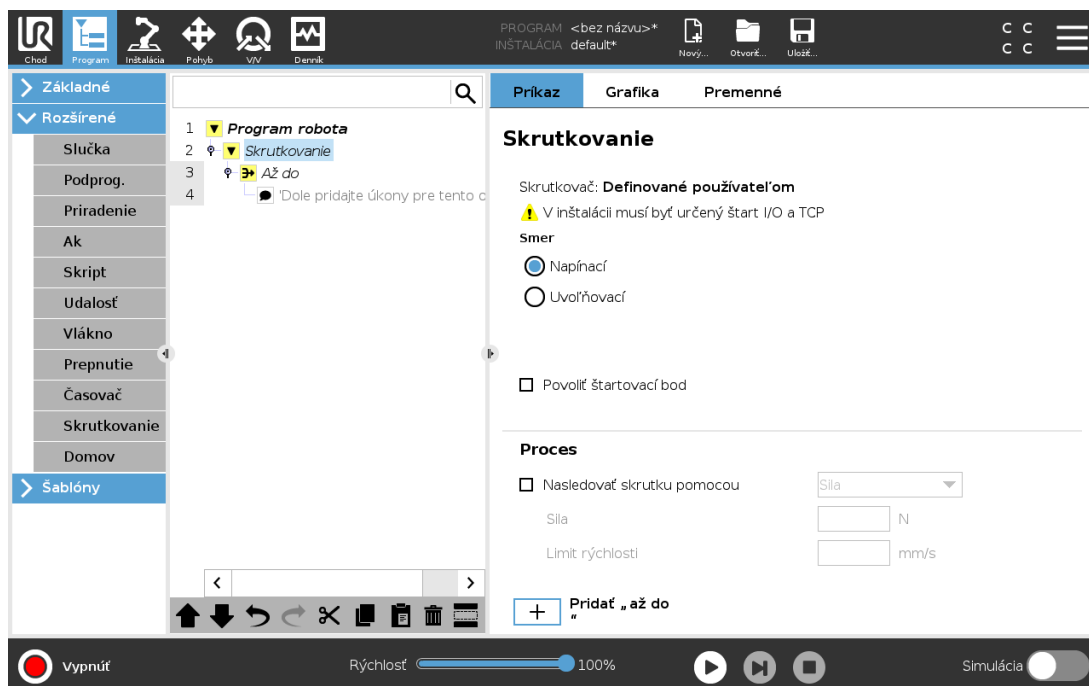 PROGRAM <bez názvu>*
INŠTALÁCIA default*
Chod
Program
Inštalácia
Pohyb
V/V
Denník
Nový...
Otvoriť...
Uložiť...
C C
C C
Základné
Rozšírené
Slučka
Podprog.
Priradenie
Ak
Skript
Udalosť
Vlákno
Prepnutie
Časovač
Skrutkovanie
Domov
Šablóny
1 Program robota
2 Skrutkovanie
3 Až do
4 'Dole pridajte úkony pre tento o
Príkaz
Grafika
Premenné
Skrutkovanie
Skrutkovač: Definované používateľom
V inštalácii musí byť určený štart I/O a TCP
Smer
Napínací
Uvoľňovací
Povoliť štartovací bod
Proces
Nasledovať skrutku pomocou
Sila
Sila
N
Limit rýchlosti
mm/s
+ Pridať „až do
“
Vypnúť
Rýchlosť
100%
Simulácia